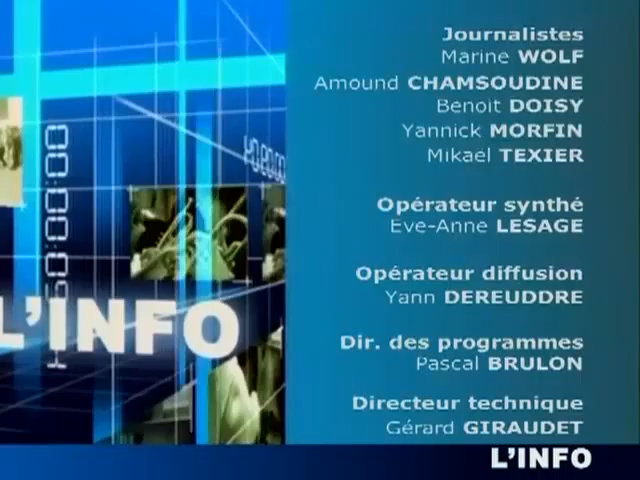 Journalistes
Marine WOLF
Amound CHAMSOUDINE
Benoit DOISY
Yannick MORFIN
Mikaël TEXIER
Opérateur synthé
Eve-Anne LESAGE
Opérateur diffusion
Yann DEREUDDRE
Dir. des programmes
Pascal BRULON
Directeur technique
Gérard GIRAUDET
L'INFO
L'INFO